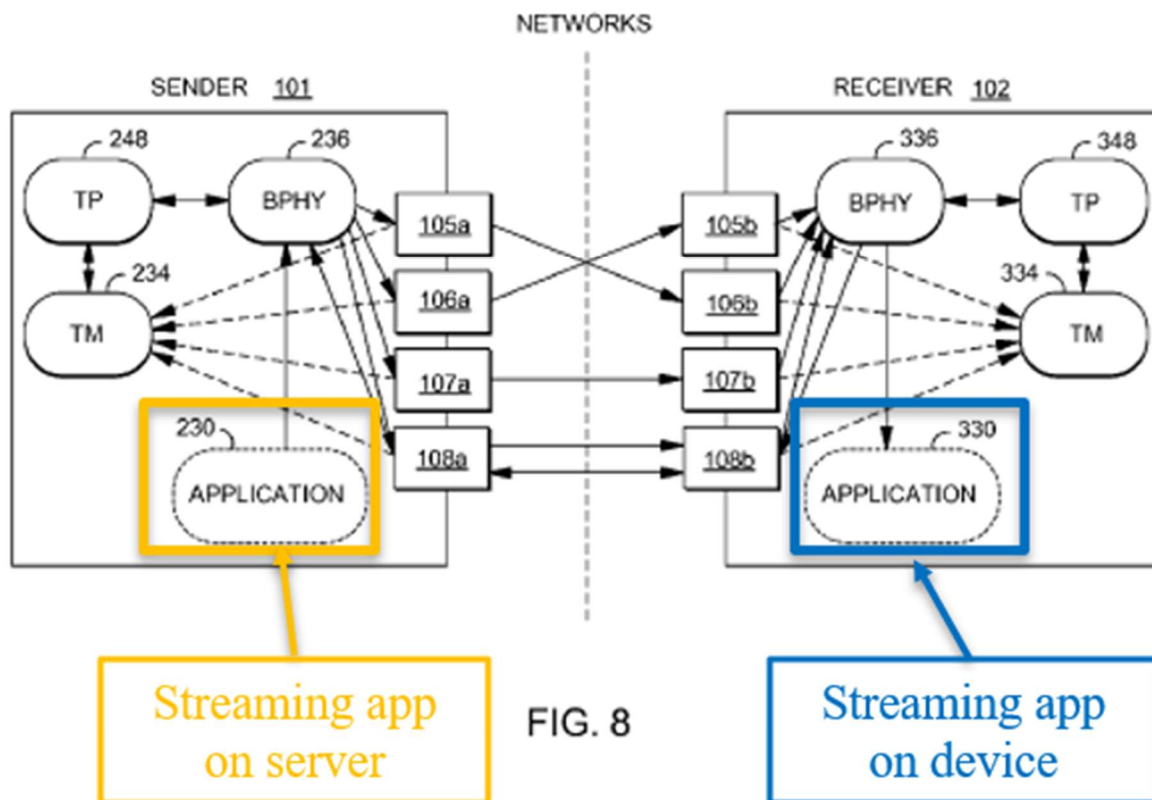 NETWORKS
SENDER 101
RECEIVER 102
248
236
336
348
TP
BPHY
BPHY
TP
105a
105b
234
334
106a
106b
TM
TM
107a
107b
230
330
108a
108b
APPLICATION
APPLICATION
Streaming app
on server
FIG. 8
Streaming app
on device